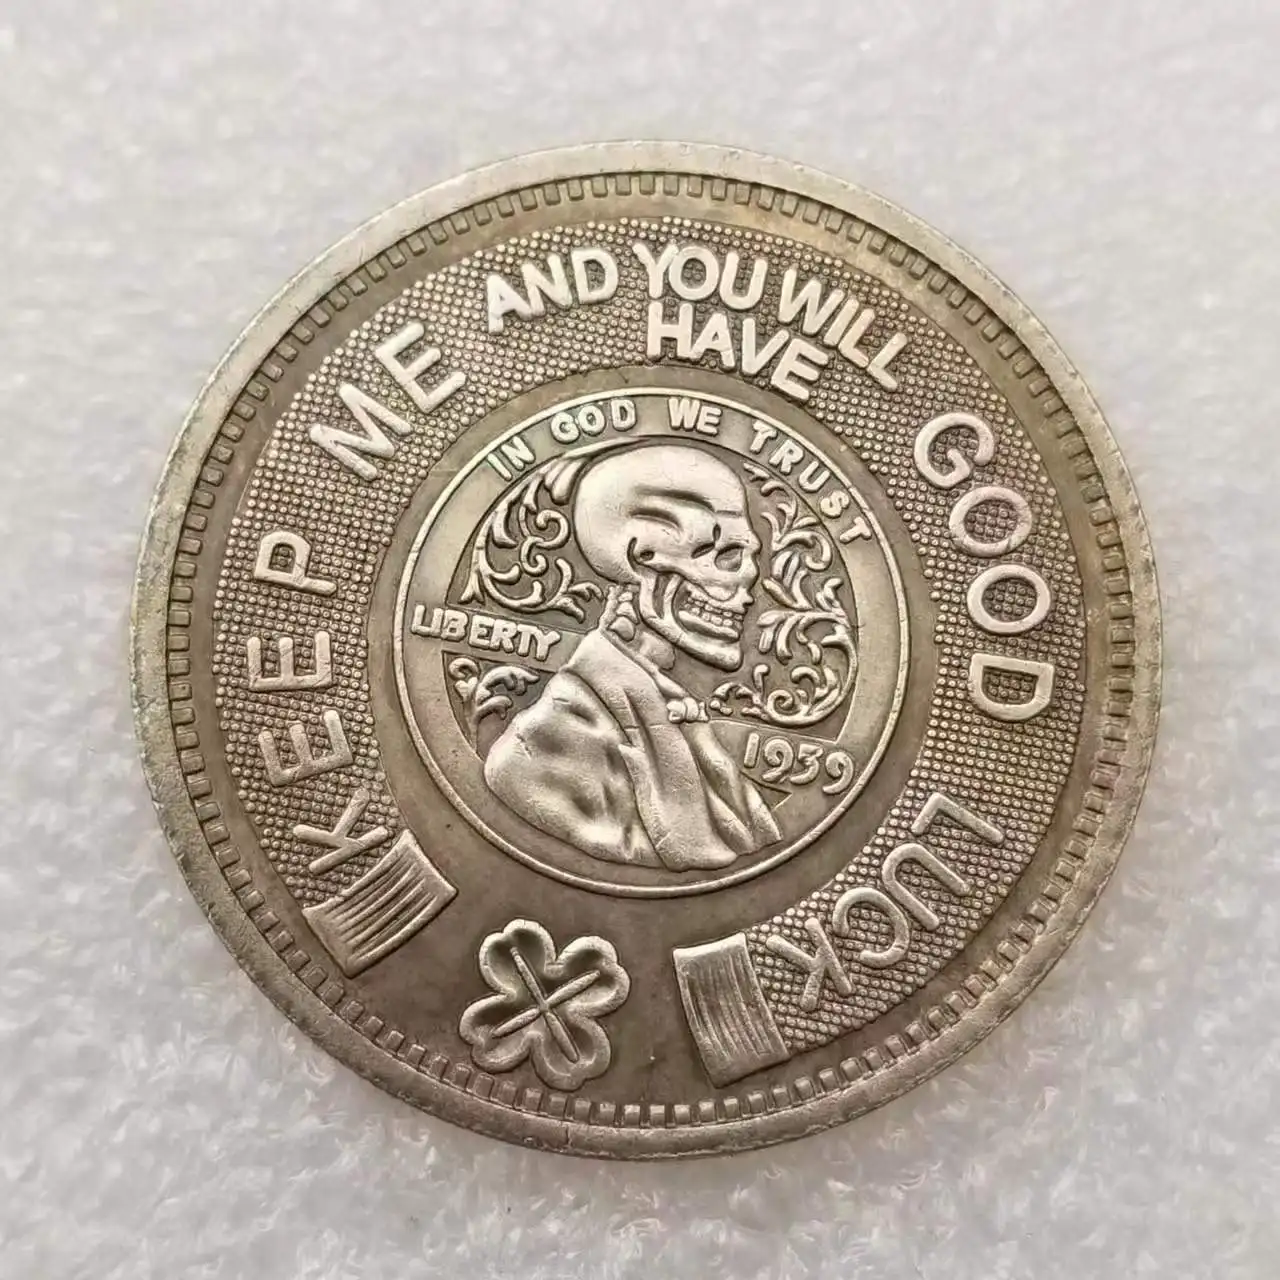 KEEP ME AND YOU WILL HAVE GOOD LUCK
IN GOD WE TRUST
LIBERTY
1939